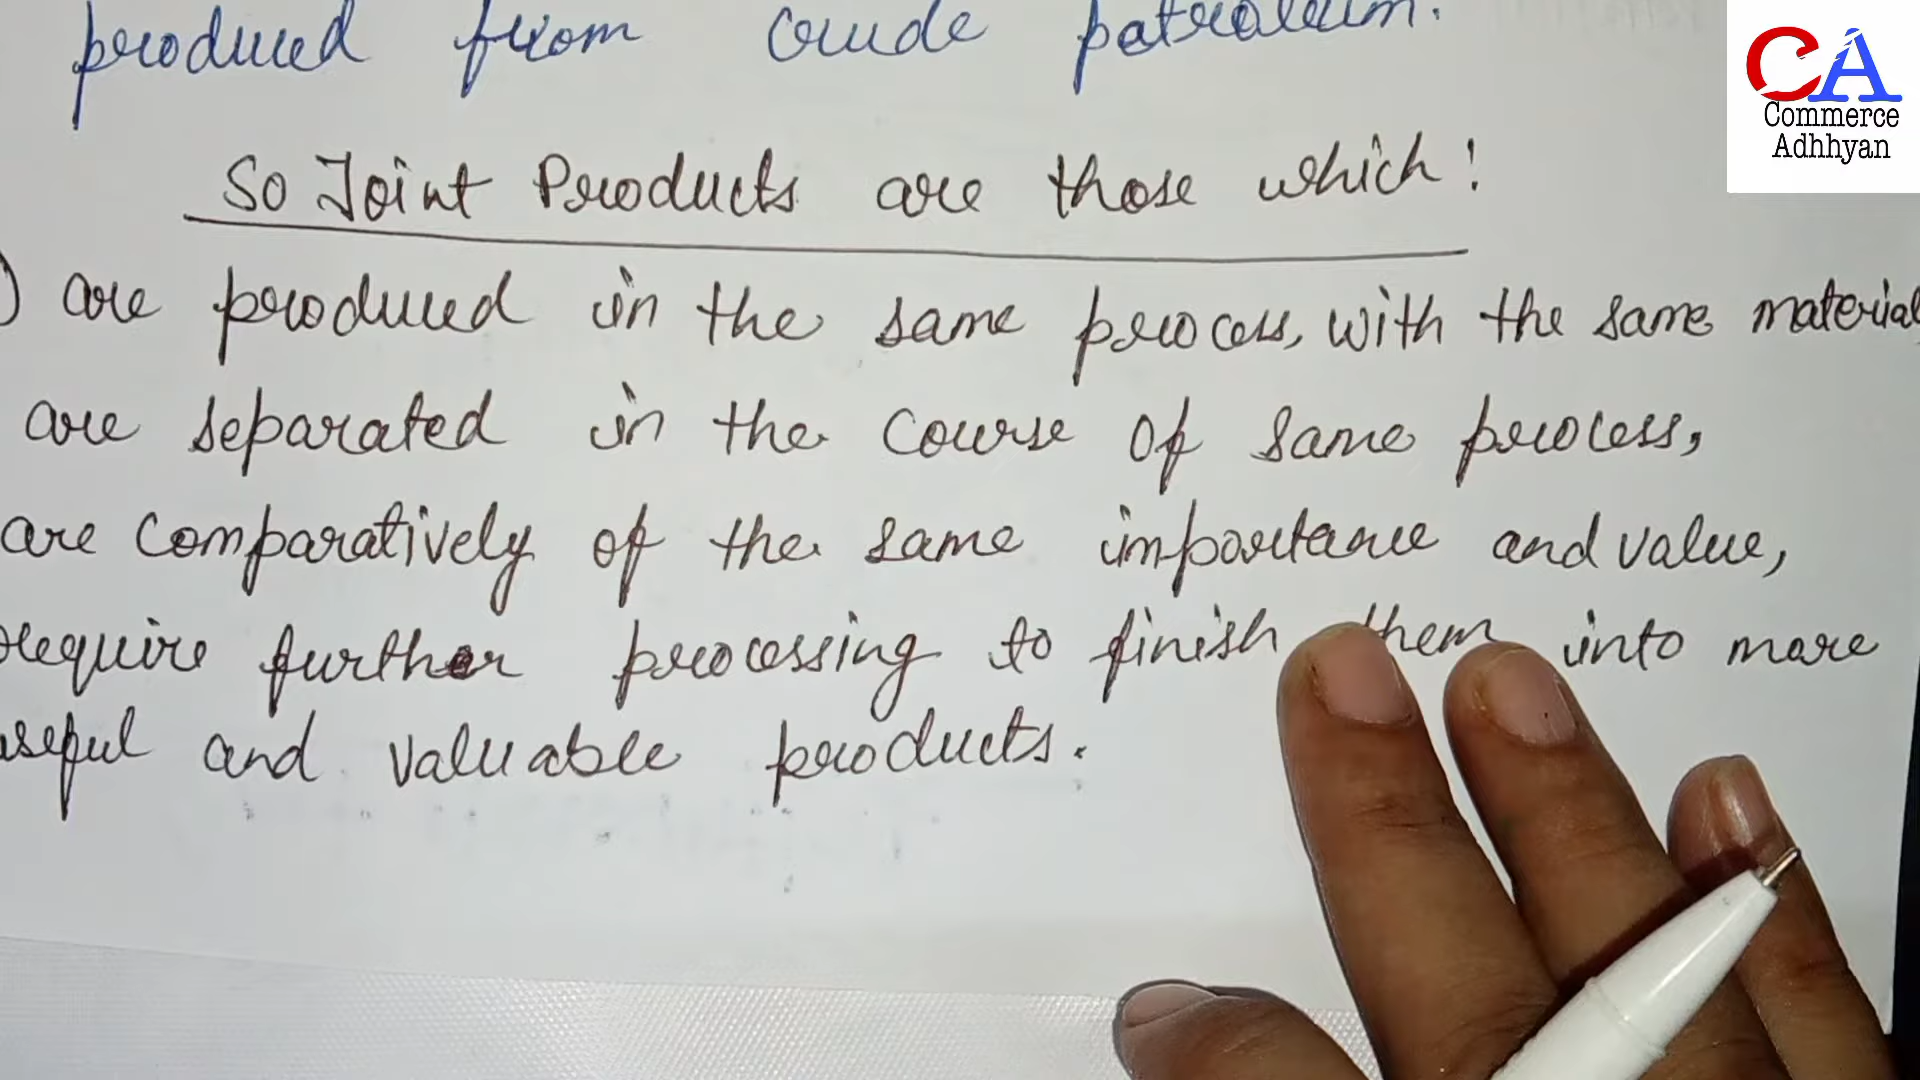 produced from crude patroleum.
CA
Commerce
Adhhyan
So Joint Products are those which:
) are produced in the same process, with the same material
are separated in the course of same process,
are comparatively of the same importance and value,
require further processing to finish them into more
useful and valuable products.